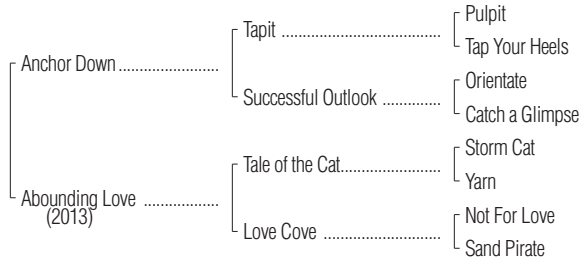 Pulpit
Tapit
Tap Your Heels
Anchor Down
Orientate
Successful Outlook
Catch a Glimpse
Storm Cat
Tale of the Cat
Yarn
Abounding Love
(2013)
Not For Love
Love Cove
Sand Pirate